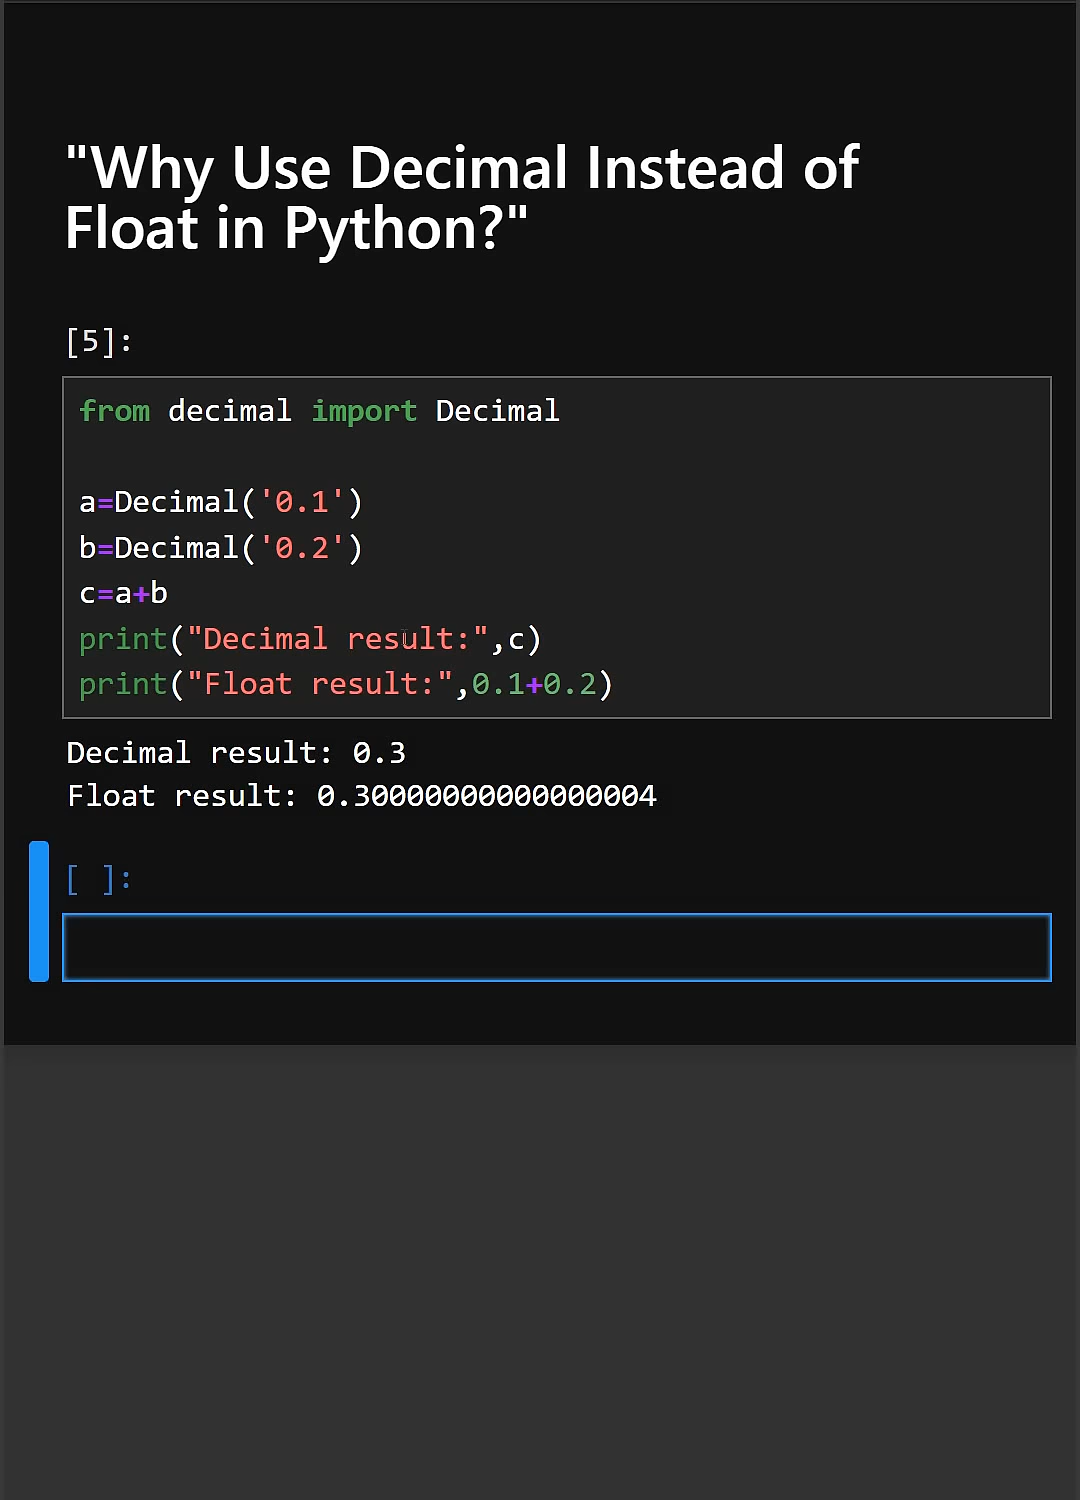 "Why Use Decimal Instead of
Float in Python?"
[5]:
from decimal import Decimal
a=Decimal('0.1')
b=Decimal('0.2')
c=a+b
print("Decimal result:",c)
print("Float result:",0.1+0.2)
Decimal result: 0.3
Float result: 0.30000000000000004
[ ]: